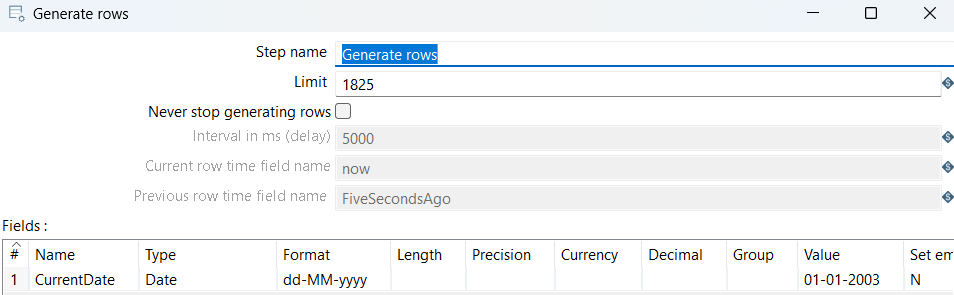 Generate rows
Step name Generate rows
Limit 1825
Never stop generating rows
Interval in ms (delay) 5000
Current row time field name now
Previous row time field name FiveSecondsAgo
Fields :
# Name Type Format Length Precision Currency Decimal Group Value Set em
1 CurrentDate Date dd-MM-yyyy 01-01-2003 N